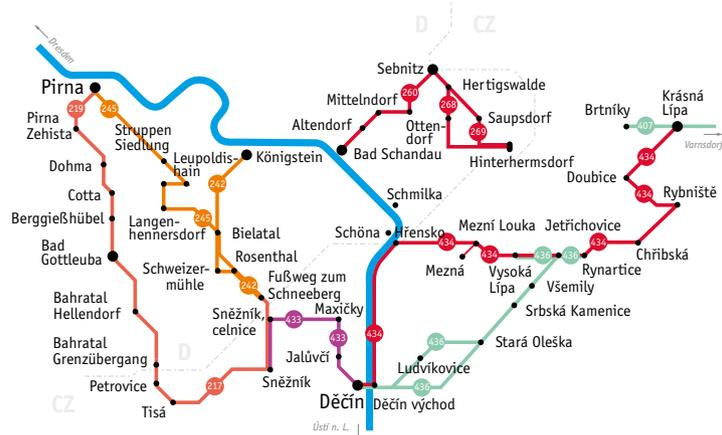 Dresden
D
CZ
Pirna
219
245
Pirna
Zehista
Struppen
Siedlung
Dohma
Leupoldis-
hain
Königstein
Cotta
242
Berggießhübel
Langen-
hennersdorf
245
Bielatal
Bad
Gottleuba
Schweizer-
mühle
Rosenthal
242
Fußweg zum
Schneeberg
Bahratal
Hellendorf
Sněžník,
celnice
433
Maxičky
433
Bahratal
Grenzübergang
D
Jalůvčí
Petrovice
CZ
Tisá
217
Sněžník
Děčín
Děčín východ
Ústí n. L.
Sebnitz
Hertigswalde
260
Mittelndorf
268
Altendorf
Otten-
dorf
Saupsdorf
269
Bad Schandau
Hinterhermsdorf
Schmilka
Schöna
Hřensko
434
Mezní Louka
Mezná
434
Vysoká
Lípa
Jetřichovice
436
436
434
Rynartice
Všemily
Srbská Kamenice
Stará Oleška
434
436
Ludvíkovice
436
Brtníky
407
Krásná
Lípa
Varnsdorf
434
Doubice
434
Rybniště
Chřibská